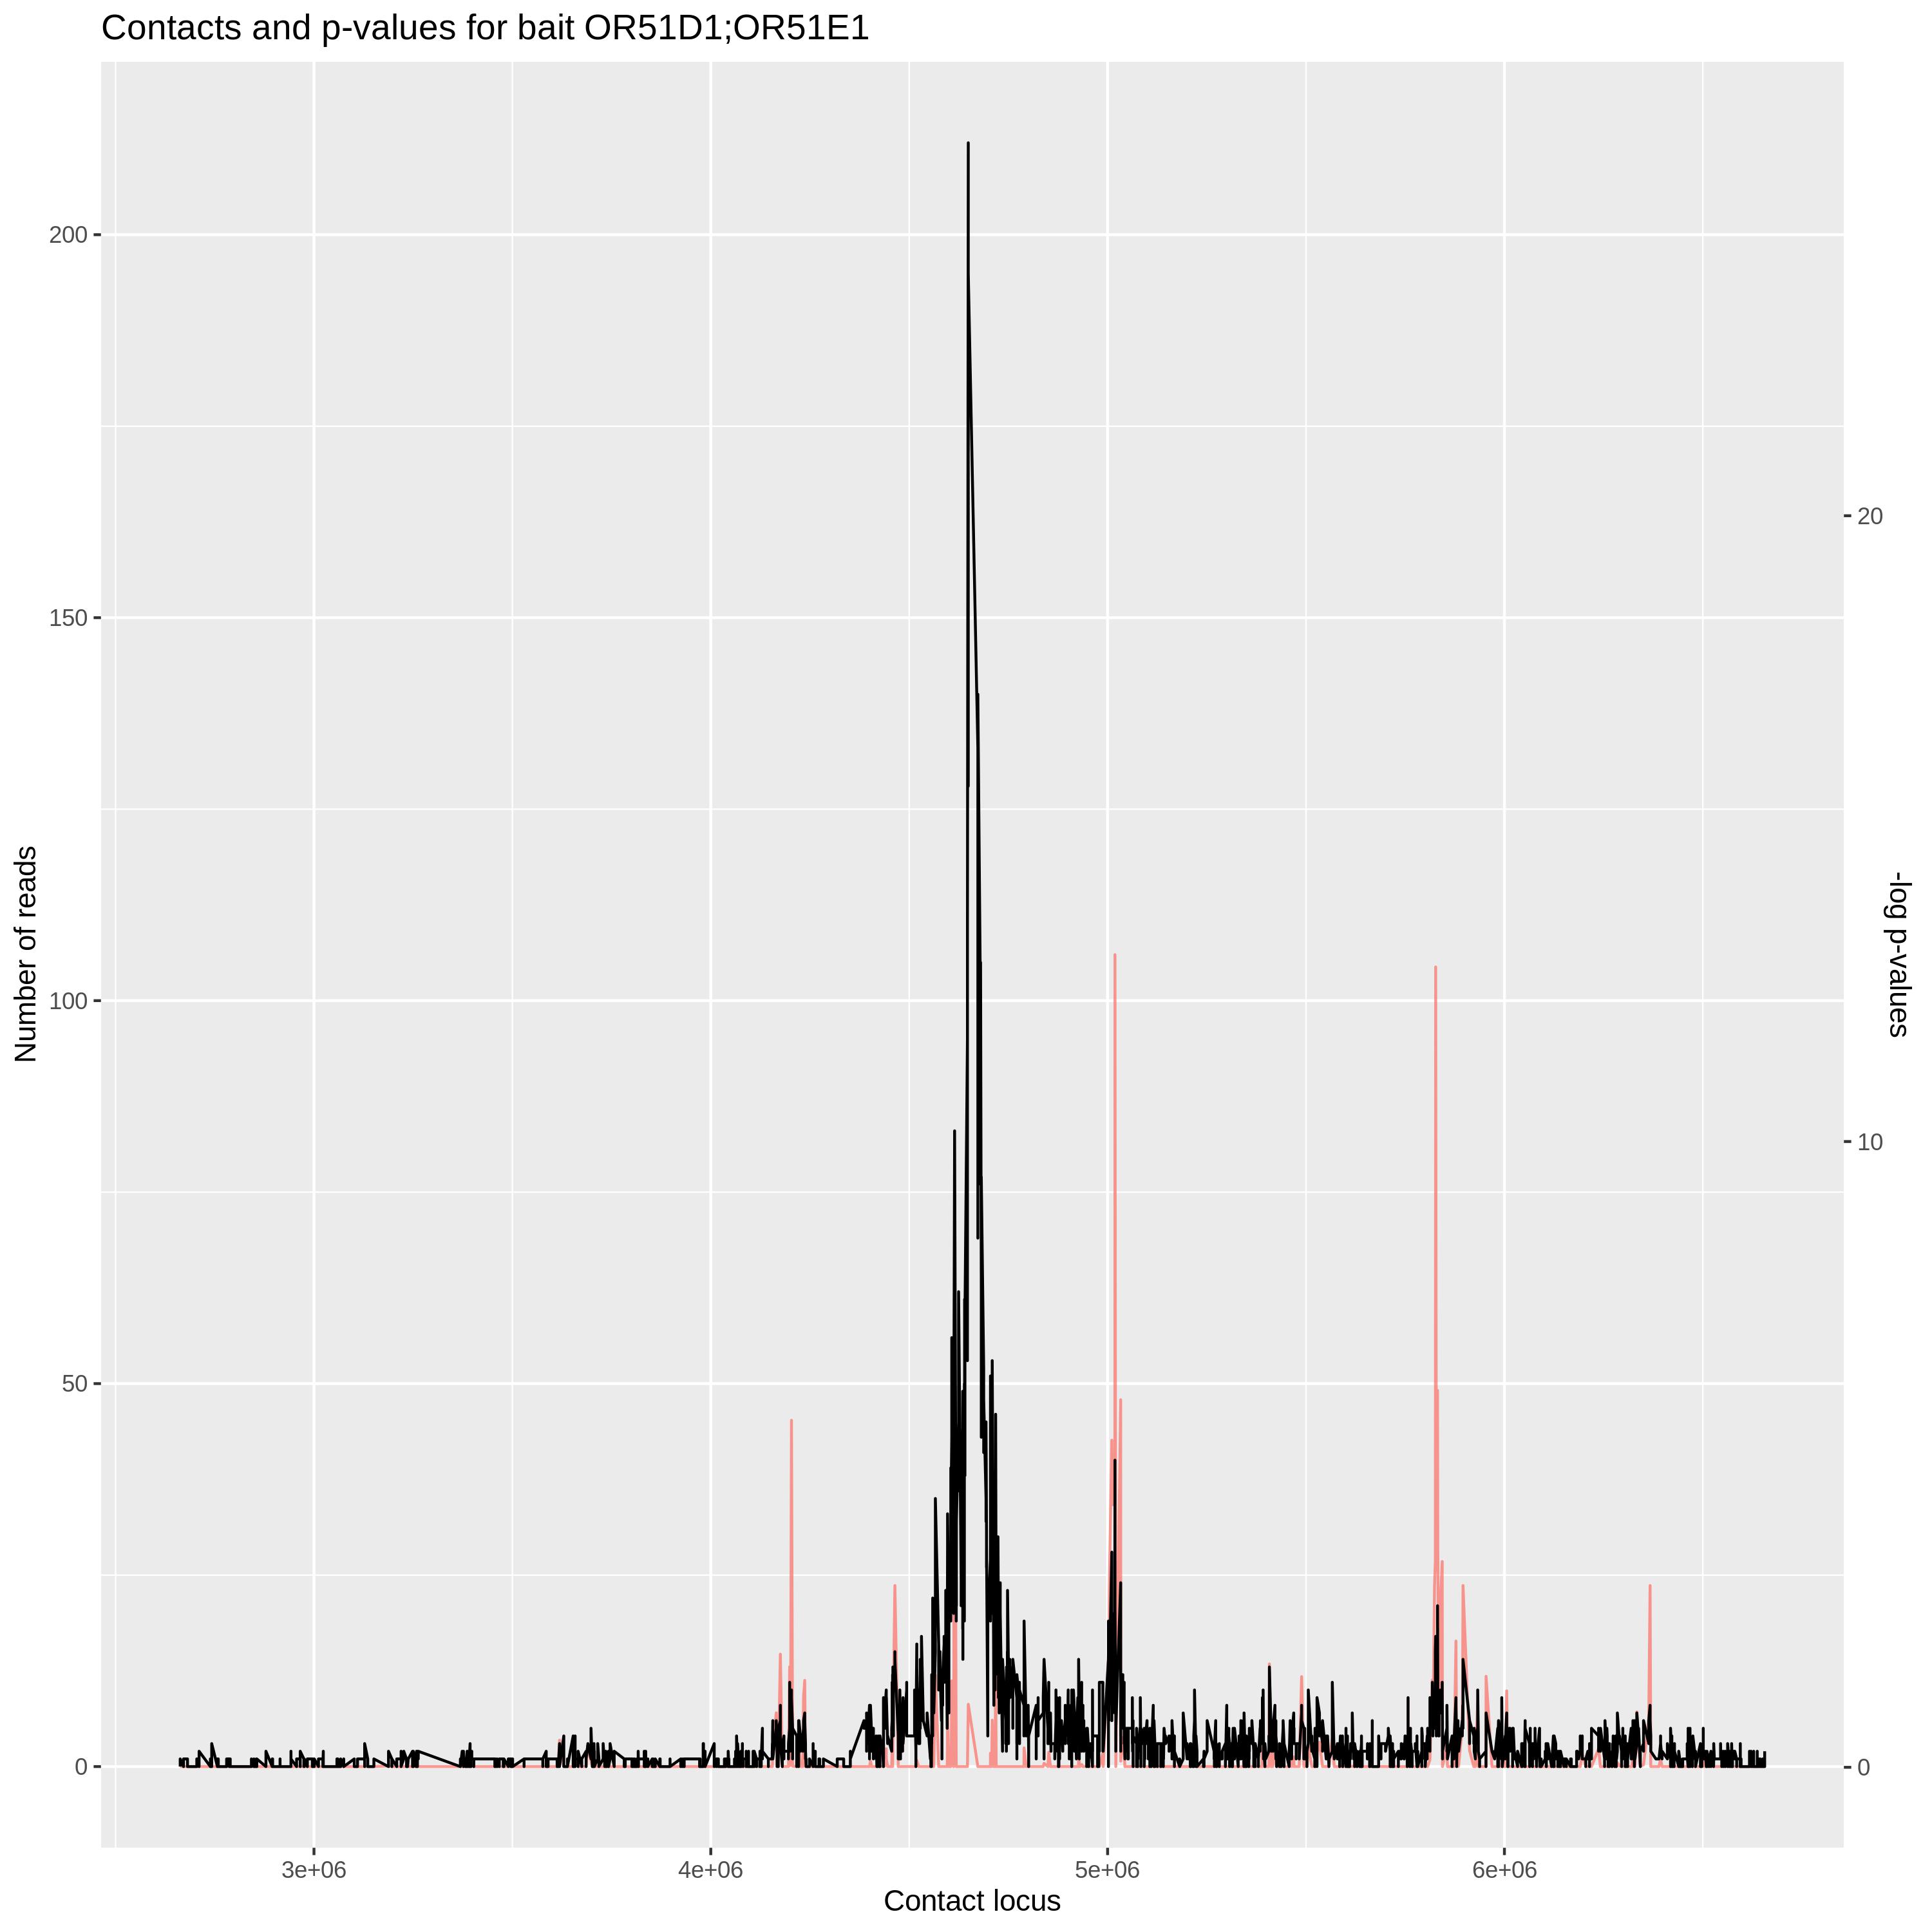 Contacts and p-values for bait OR51D1;OR51E1
200
150
100
50
0
Number of reads
20
10
0
-log p-values
3e+06
4e+06
5e+06
6e+06
Contact locus